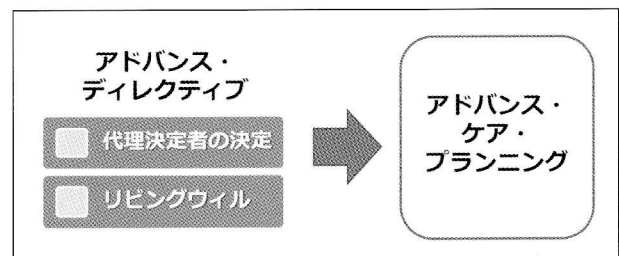 アドバンス・
ディレクティブ
代理決定者の決定
リビングウィル
アドバンス・
ケア・
プランニング